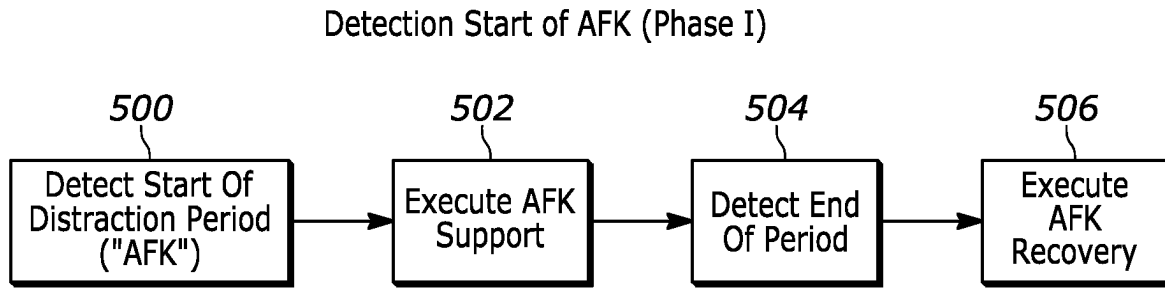 Detection Start of AFK (Phase I)
500
502
504
506
Detect Start Of
Distraction Period
("AFK")
Execute AFK
Support
Detect End
Of Period
Execute
AFK
Recovery